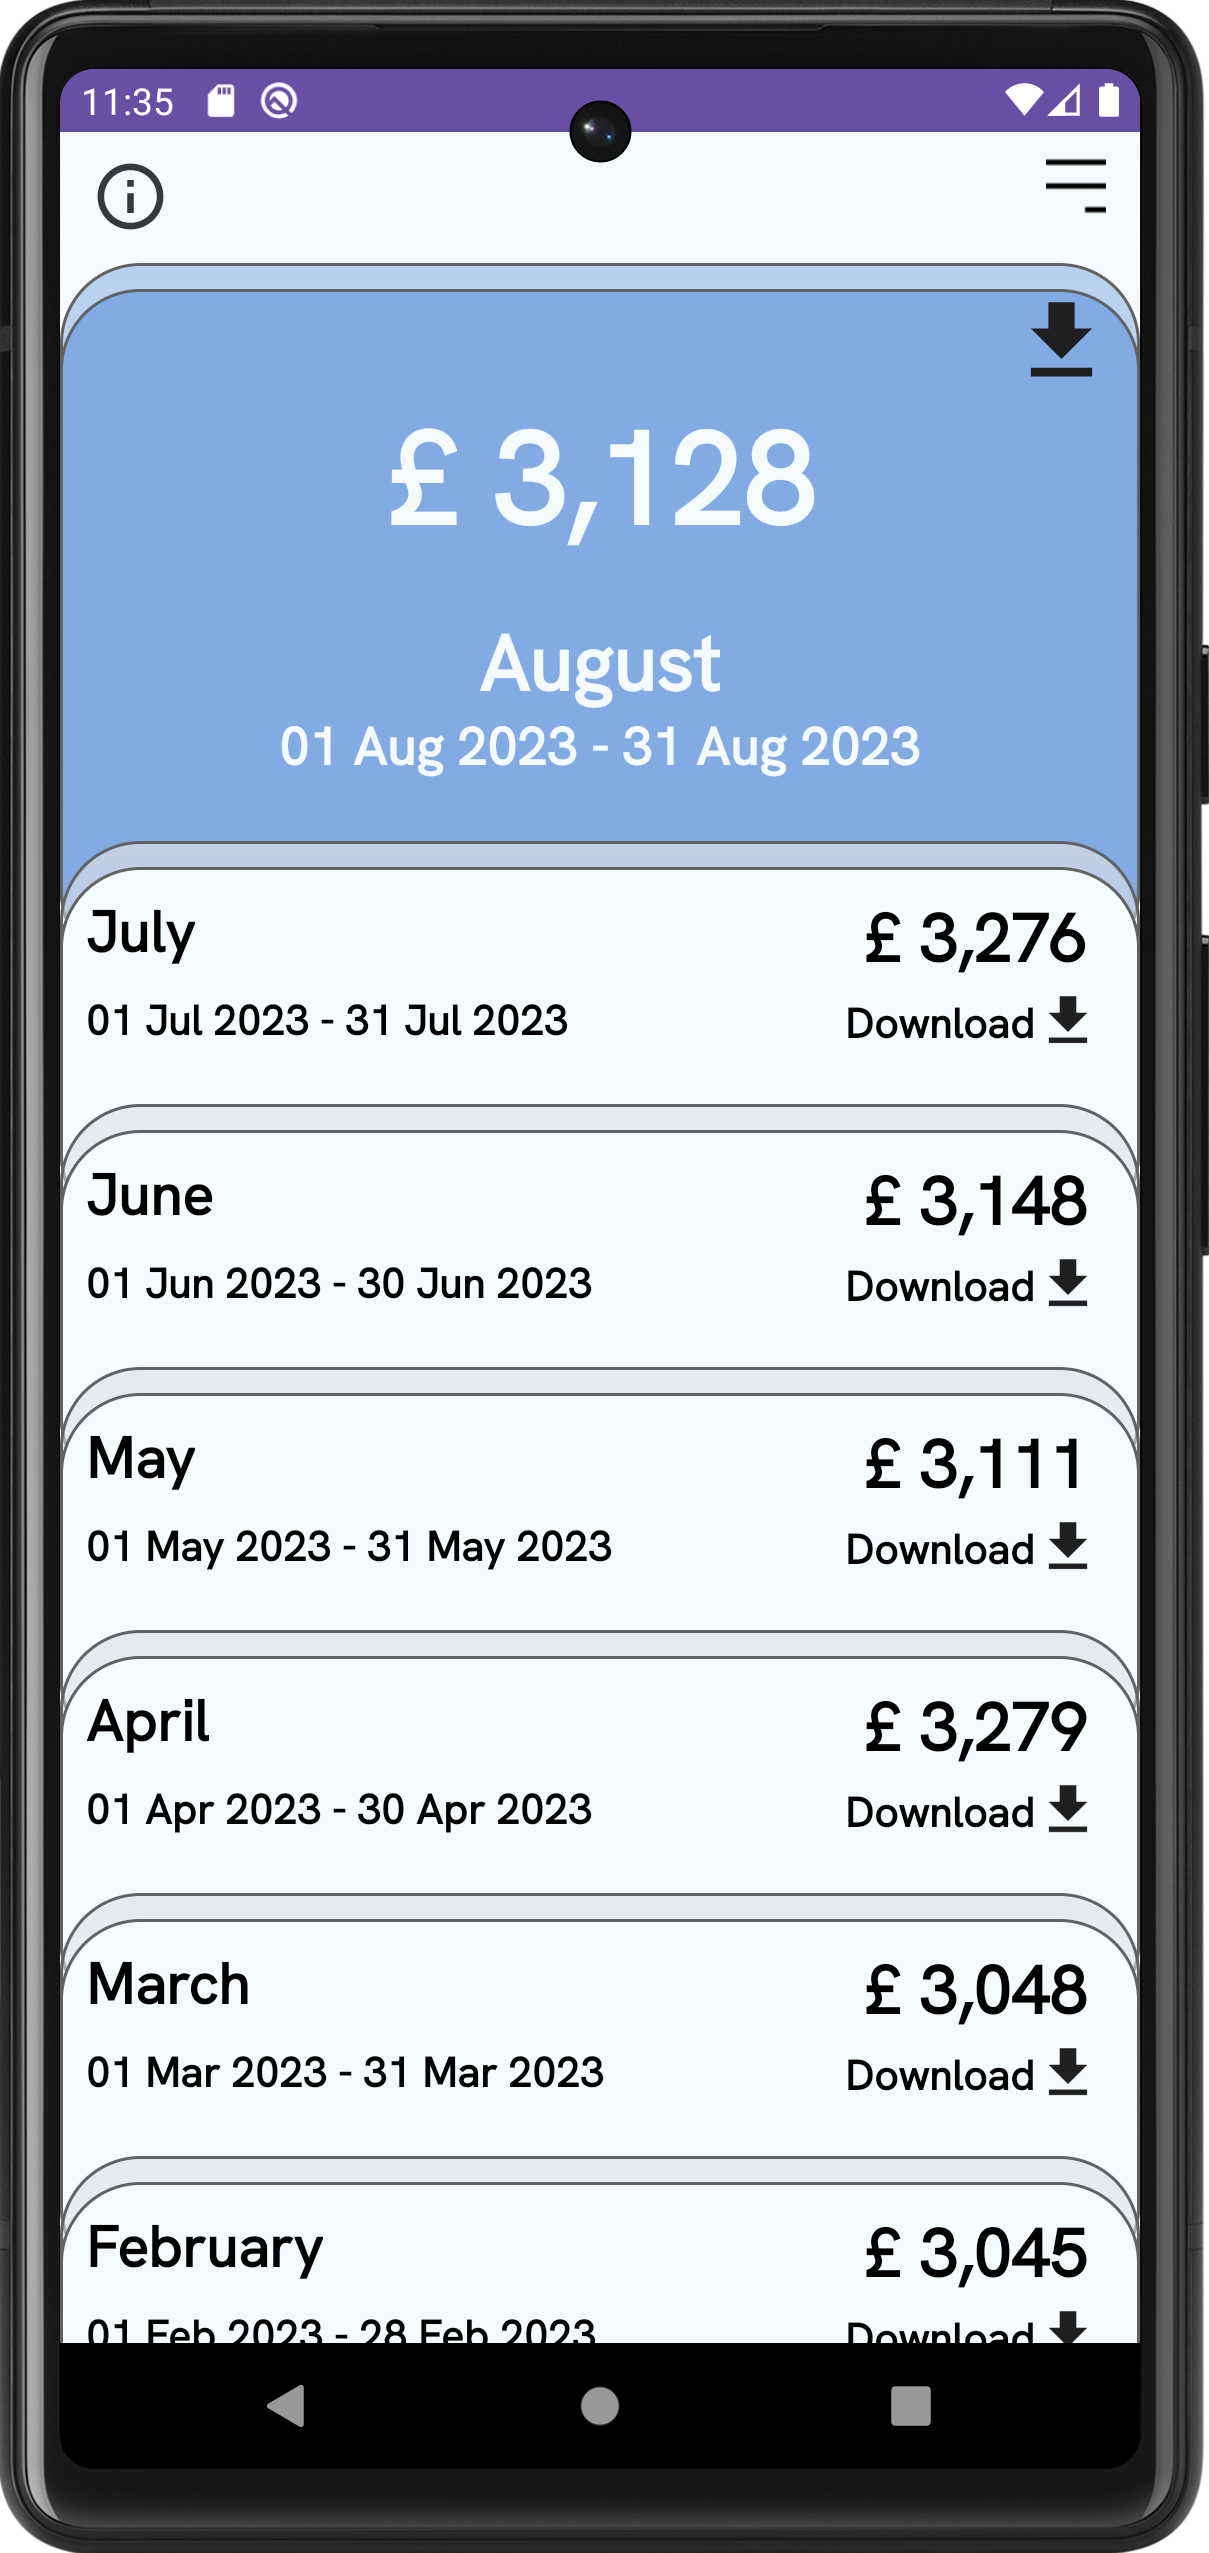 11:35
£ 3,128
August
01 Aug 2023 - 31 Aug 2023
July
£ 3,276
01 Jul 2023 - 31 Jul 2023
Download
June
£ 3,148
01 Jun 2023 - 30 Jun 2023
Download
May
£ 3,111
01 May 2023 - 31 May 2023
Download
April
£ 3,279
01 Apr 2023 - 30 Apr 2023
Download
March
£ 3,048
01 Mar 2023 - 31 Mar 2023
Download
February
£ 3,045
01 Feb 2023 - 28 Feb 2023
Download